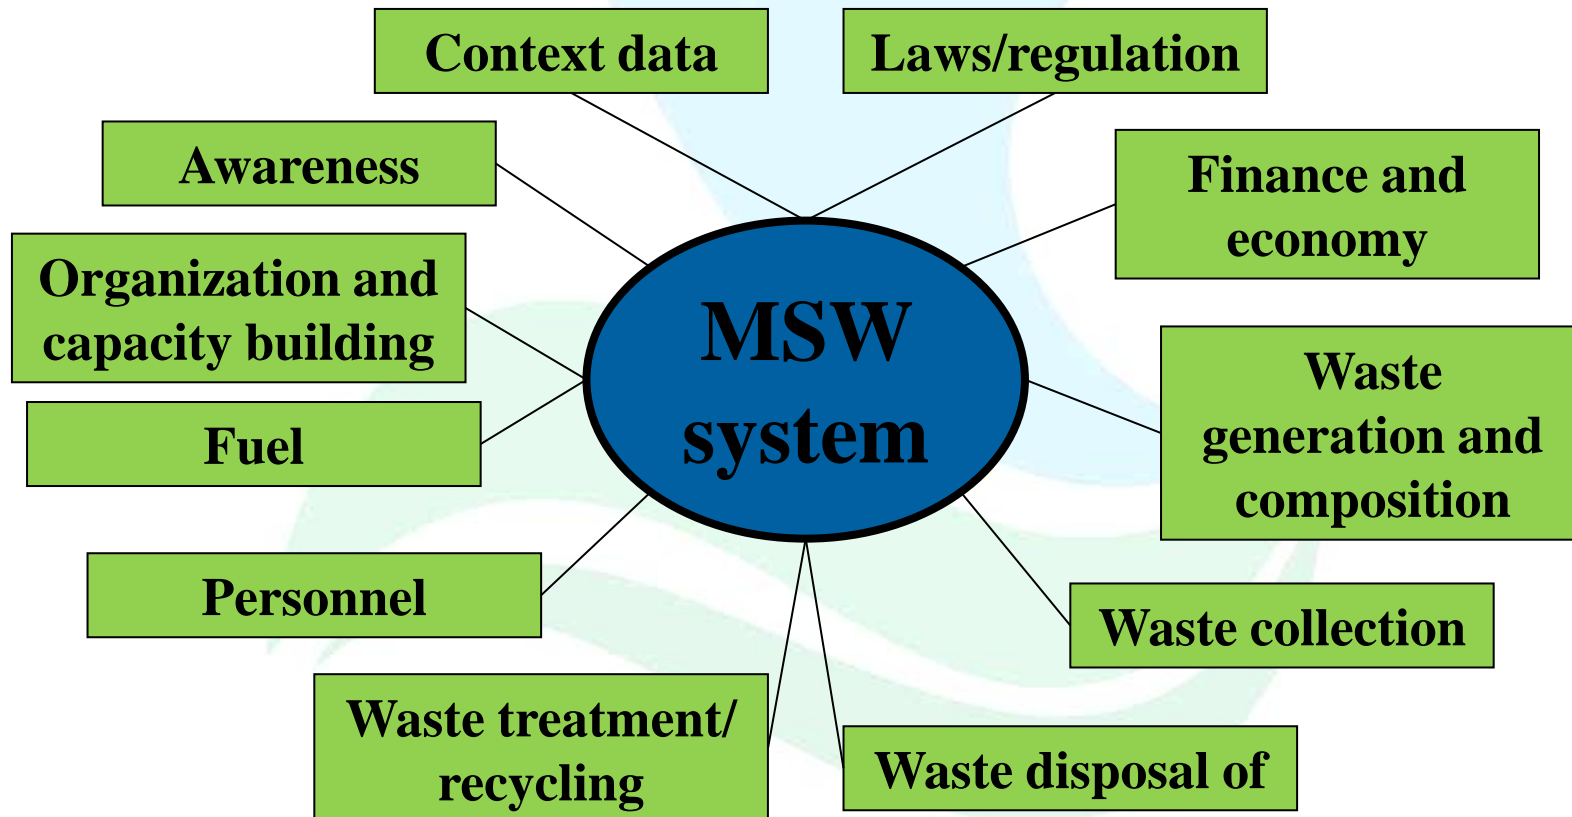 Context data
Laws/regulation
Awareness
Finance and
economy
Organization and
capacity building
MSW
system
Waste
generation and
composition
Fuel
Personnel
Waste collection
Waste treatment/
recycling
Waste disposal of